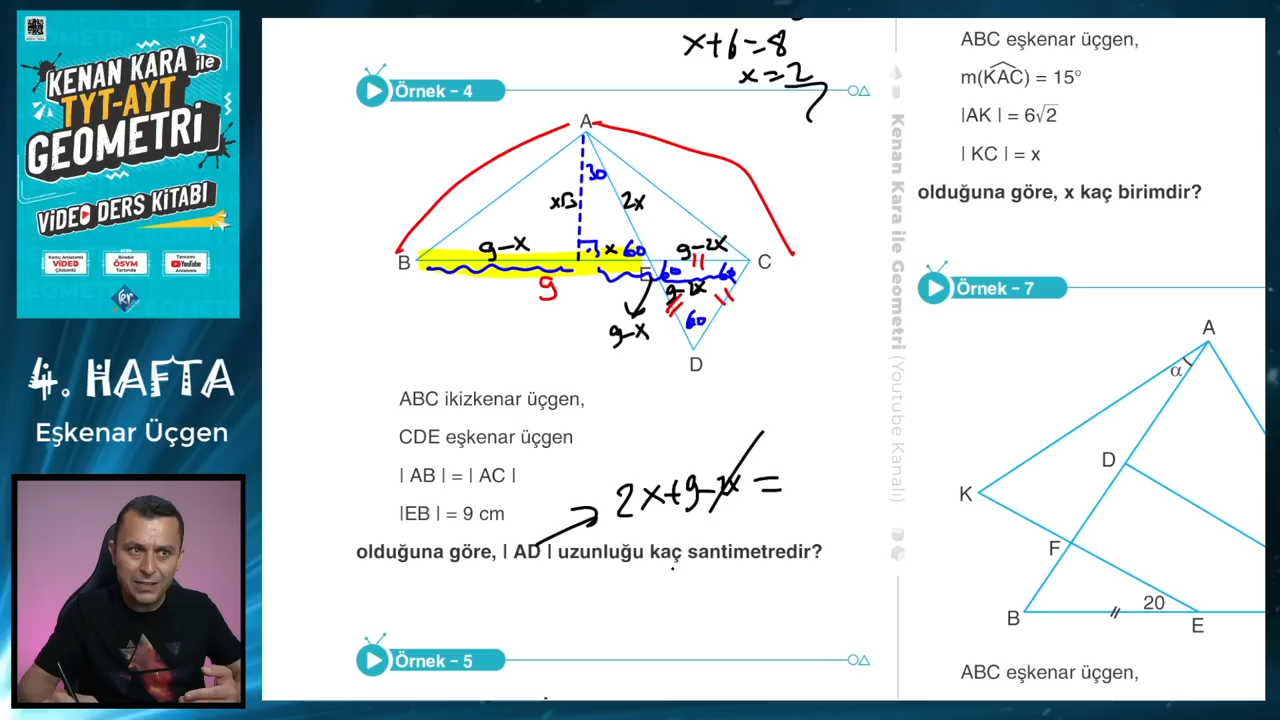 KENAN KARA ile
TYT-AYT
GEOMETRİ
VİDEO DERS KİTABI
Konu Anlatımlı
VİDEO
Çözümlü
Birebir
ÖSYM
Tarzında
Tamamı
YouTube
Anlatımlı
4. HAFTA
Eşkenar Üçgen
x+6=8
x=2
Örnek - 4
A
30
x√3
2x
9-x
x
60
9-2x
B
E
60
60
C
9
9-2x
9-x
60
D
ABC ikizkenar üçgen,
CDE eşkenar üçgen
| AB | = | AC |
|EB | = 9 cm
2x+9-2x =
olduğuna göre, | AD | uzunluğu kaç santimetredir?
Örnek - 5
Kenan Kara ile Geometri (Youtube Kanalı)
ABC eşkenar üçgen,
m(KAC) = 15°
|AK | = 6√2
| KC | = x
olduğuna göre, x kaç birimdir?
Örnek - 7
A
α
D
K
F
20
B
E
ABC eşkenar üçgen,